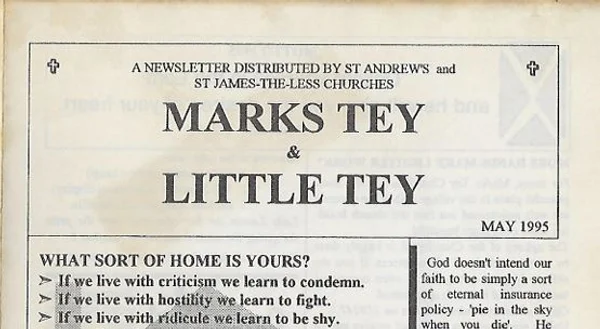 A NEWSLETTER DISTRIBUTED BY ST ANDREW'S and
ST JAMES-THE-LESS CHURCHES
MARKS TEY
&
LITTLE TEY
MAY 1995
WHAT SORT OF HOME IS YOURS?
➢ If we live with criticism we learn to condemn.
➢ If we live with hostility we learn to fight.
➢ If we live with ridicule we learn to be shy.
God doesn't intend our
faith to be simply a sort
of eternal insurance
policy - 'pie in the sky
when you die'. He